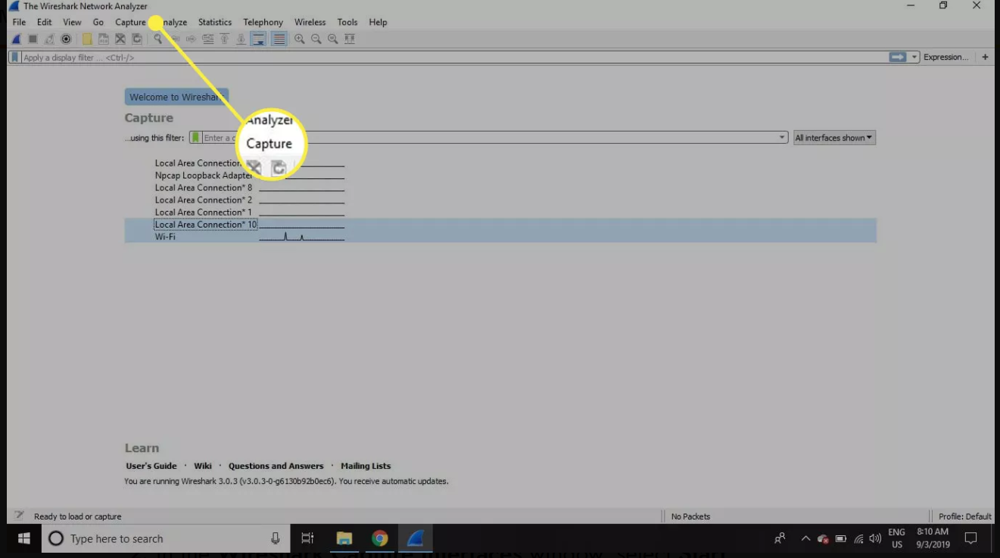 The Wireshark Network Analyzer
File Edit View Go Capture Analyze Statistics Telephony Wireless Tools Help
Apply a display filter ... <Ctrl-/>
Expression... +
Welcome to Wireshark
Capture
Analyzer
...using this filter: Enter a
Capture
All interfaces shown
Local Area Connection
Npcap Loopback Adapter
Local Area Connection* 8
Local Area Connection* 2
Local Area Connection* 1
Local Area Connection* 10
Wi-Fi
Learn
User's Guide · Wiki · Questions and Answers · Mailing Lists
You are running Wireshark 3.0.3 (v3.0.3-0-g6130b92b0ec6). You receive automatic updates.
Ready to load or capture
No Packets
Profile: Default
Type here to search
ENG
US
8:10 AM
9/3/2019